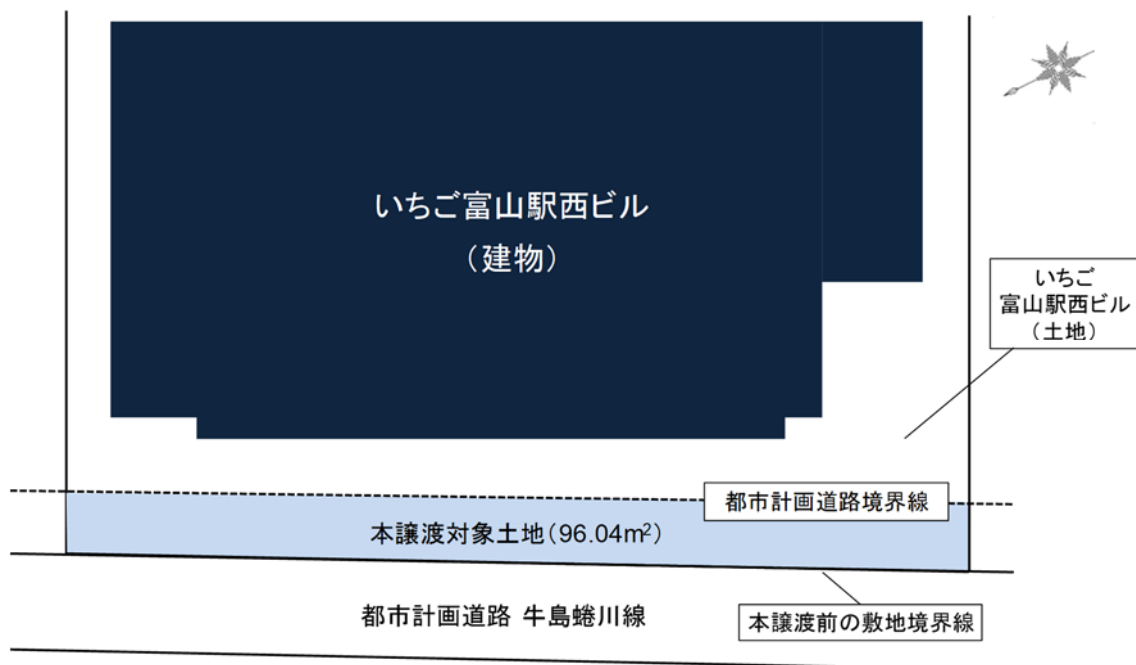 いちご富山駅西ビル
（建物）
いちご
富山駅西ビル
（土地）
都市計画道路境界線
本譲渡対象土地（96.04m²）
都市計画道路 牛島蜷川線
本譲渡前の敷地境界線